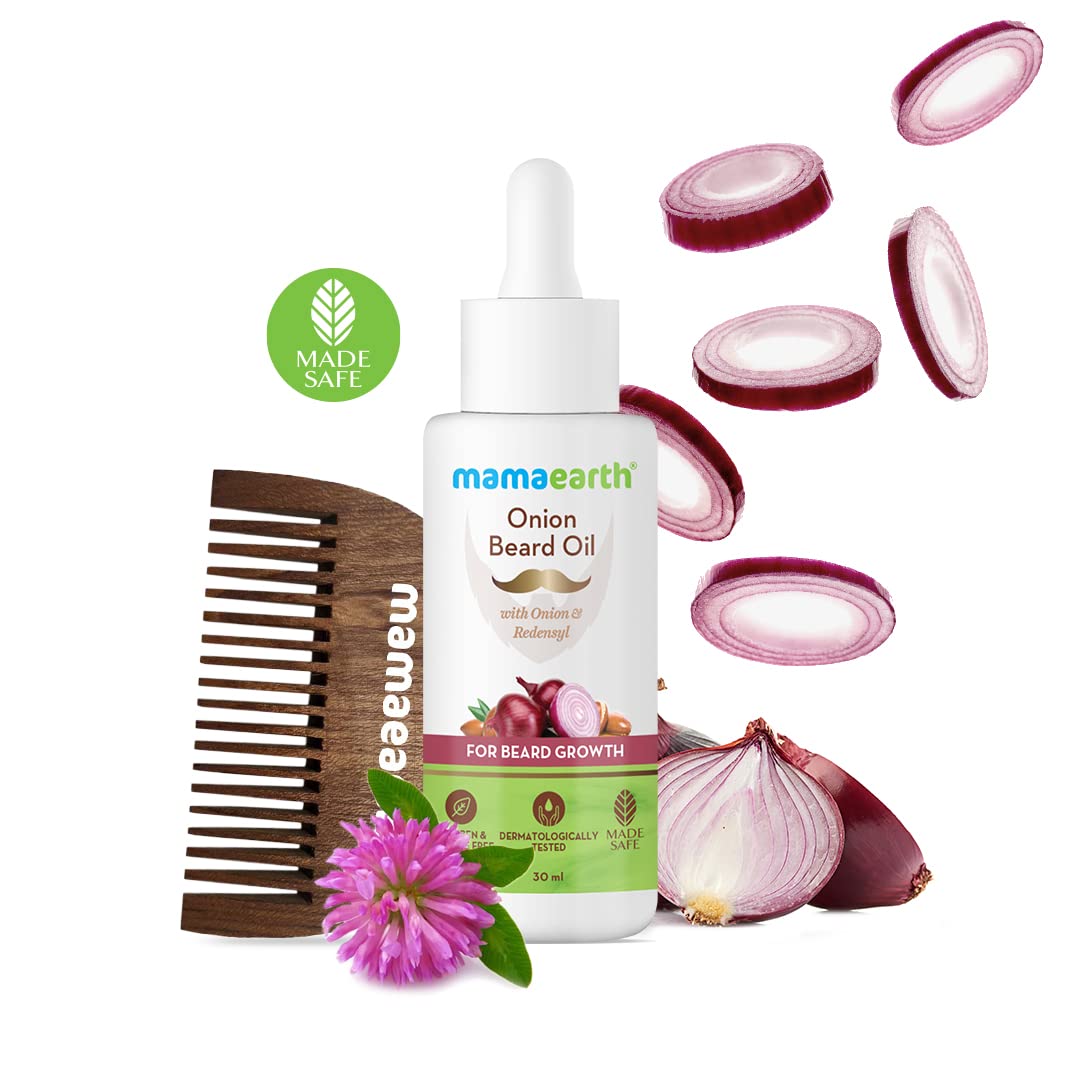 MADE
SAFE
mamaea
mamaearth®
Onion
Beard Oil
with Onion &
Redensyl
FOR BEARD GROWTH
&
FREE
DERMATOLOGICALLY
TESTED
MADE
SAFE
30 ml